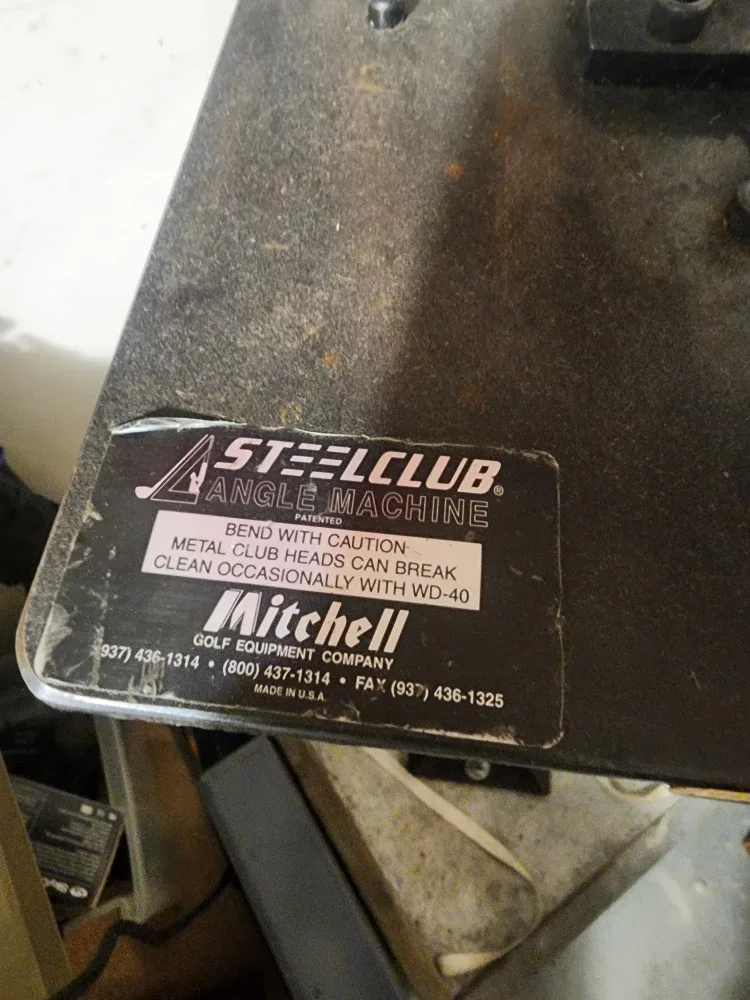 STEELCLUB®
ANGLE MACHINE
PATENTED
BEND WITH CAUTION
METAL CLUB HEADS CAN BREAK
CLEAN OCCASIONALLY WITH WD-40
Mitchell
GOLF EQUIPMENT COMPANY
937) 436-1314 • (800) 437-1314 • FAX (937) 436-1325
MADE IN U.S.A